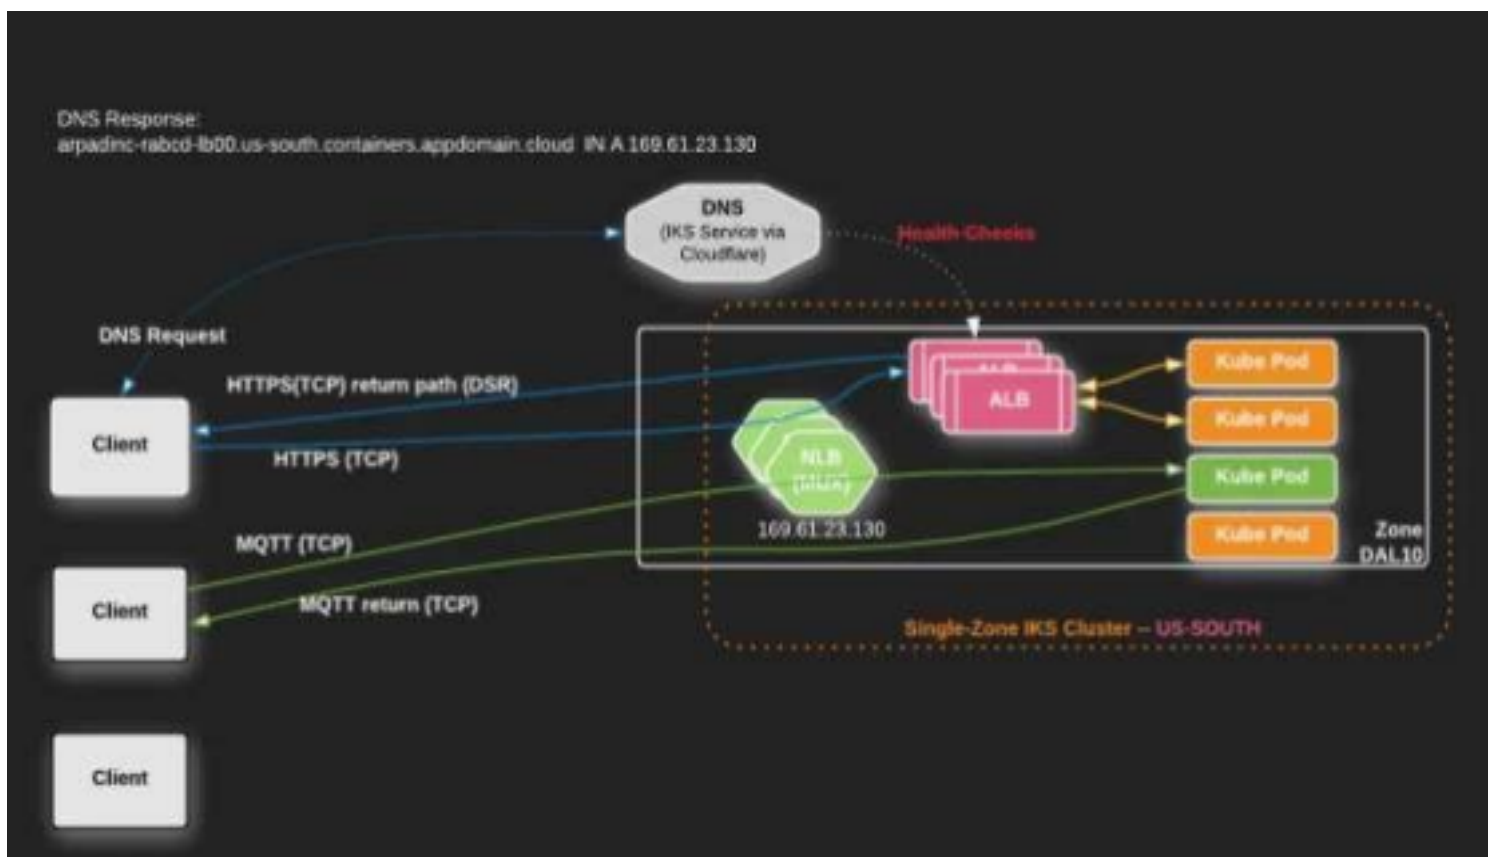 DNS Response:
arpadinc-rabcd-lb00.us-south.containers.appdomain.cloud IN A 169.61.23.130
DNS
(IKS Service via
Cloudflare)
Health Checks
DNS Request
HTTPS(TCP) return path (DSR)
HTTPS (TCP)
Client
ALB
ALB
NLB
(MUX)
169.61.23.130
Kube Pod
Kube Pod
Kube Pod
Kube Pod
Zone
DAL10
MQTT (TCP)
MQTT return (TCP)
Client
Single-Zone IKS Cluster – US-SOUTH
Client